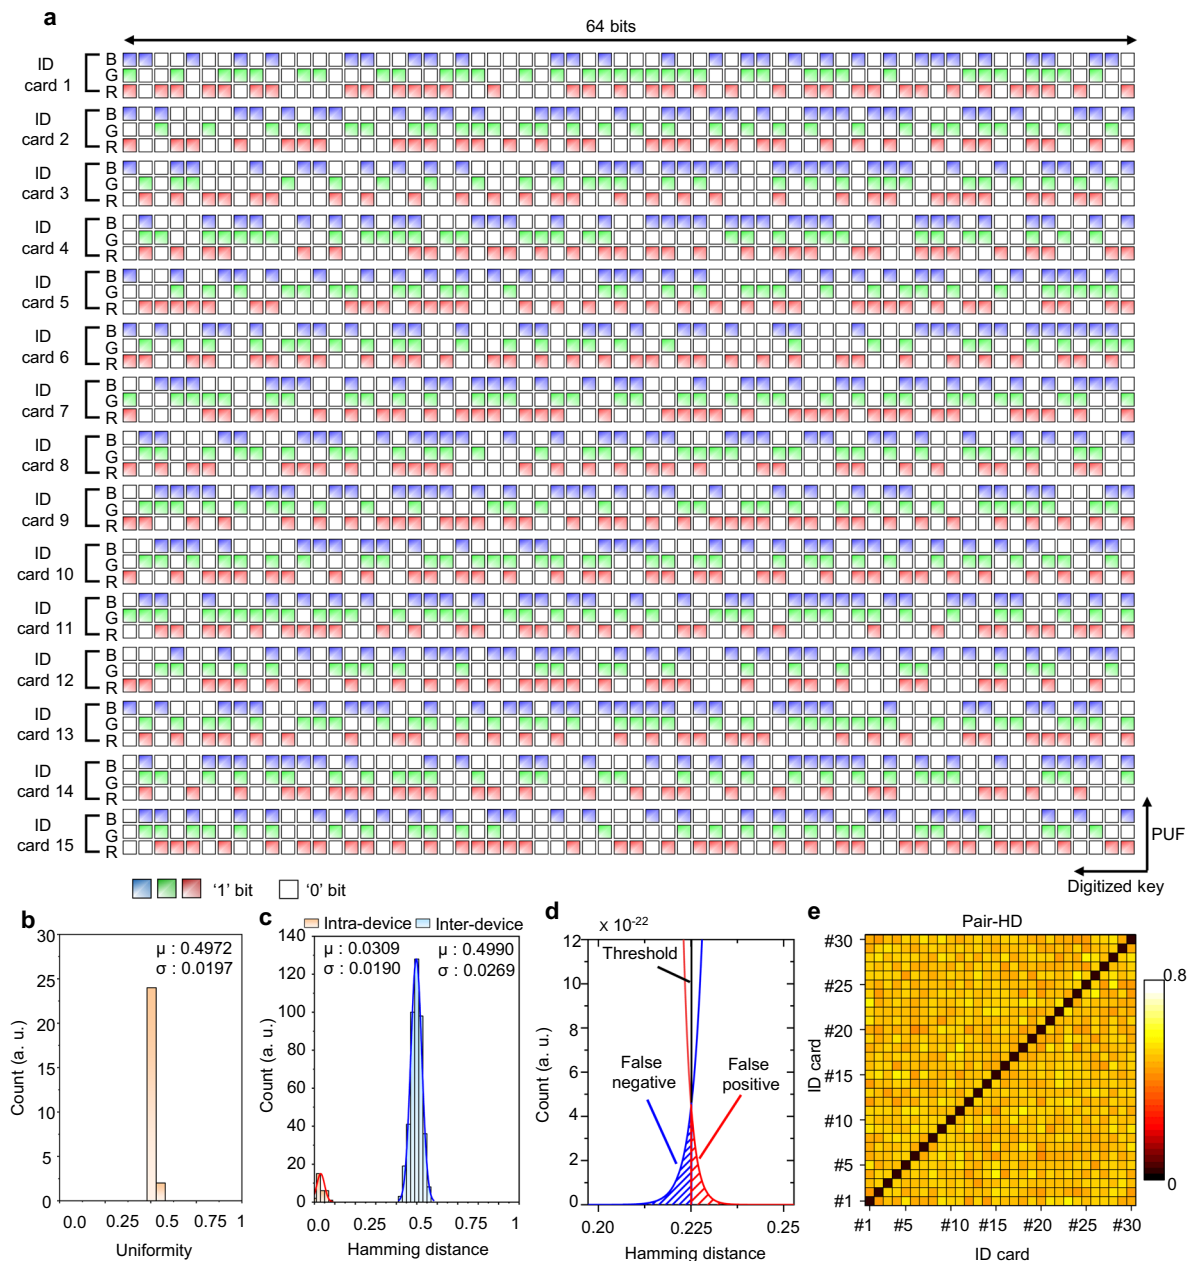 a
64 bits
ID card 1
B
G
R
ID card 2
B
G
R
ID card 3
B
G
R
ID card 4
B
G
R
ID card 5
B
G
R
ID card 6
B
G
R
ID card 7
B
G
R
ID card 8
B
G
R
ID card 9
B
G
R
ID card 10
B
G
R
ID card 11
B
G
R
ID card 12
B
G
R
ID card 13
B
G
R
ID card 14
B
G
R
ID card 15
B
G
R
PUF
Digitized key
‘1’ bit
‘0’ bit
b
μ : 0.4972
σ : 0.0197
Count (a. u.)
30
25
20
15
10
5
0
0.0 0.25 0.5 0.75 1
Uniformity
c
Intra-device
Inter-device
μ : 0.0309
σ : 0.0190
μ : 0.4990
σ : 0.0269
Count (a. u.)
140
120
100
80
60
40
20
0
0.0 0.25 0.5 0.75 1
Hamming distance
d
x 10-22
Threshold
False negative
False positive
Count (a. u.)
12
10
8
6
4
2
0
0.20 0.225 0.25
Hamming distance
e
Pair-HD
ID card
#30
#25
#20
#15
#10
#5
#1
#1 #5 #10 #15 #20 #25 #30
ID card
0.8
0